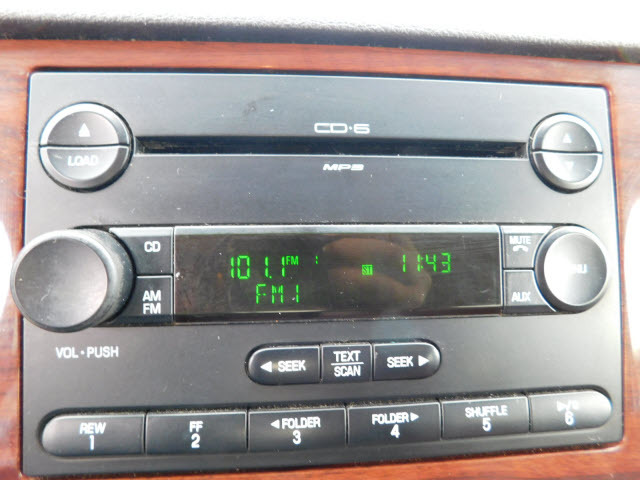 CD·6
LOAD
MP3
CD
MUTE
101.1 FM ' ST 11:43
FM1
MENU
AM
FM
AUX
VOL · PUSH
◀ SEEK
TEXT
SCAN
SEEK ▶
REW
1
FF
2
◀ FOLDER
3
FOLDER ▶
4
SHUFFLE
5
6